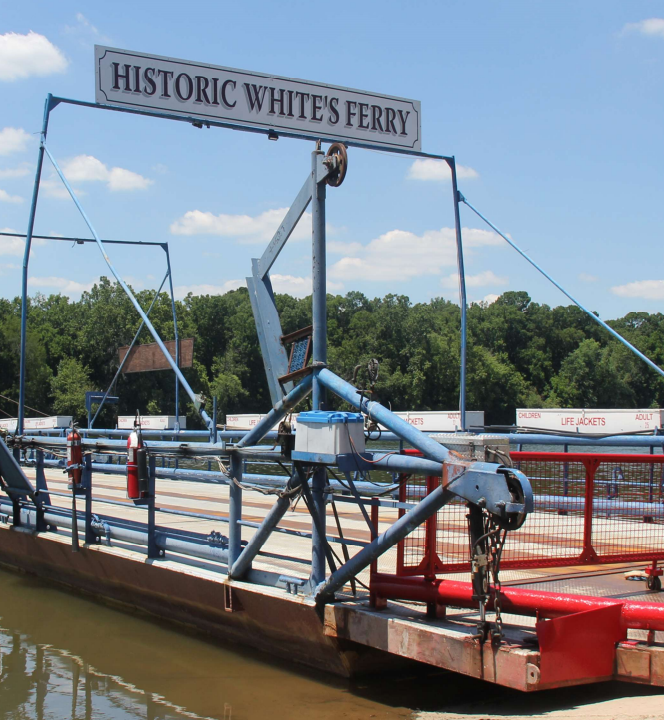 HISTORIC WHITE'S FERRY
CHILDREN LIFE JACKETS ADULT